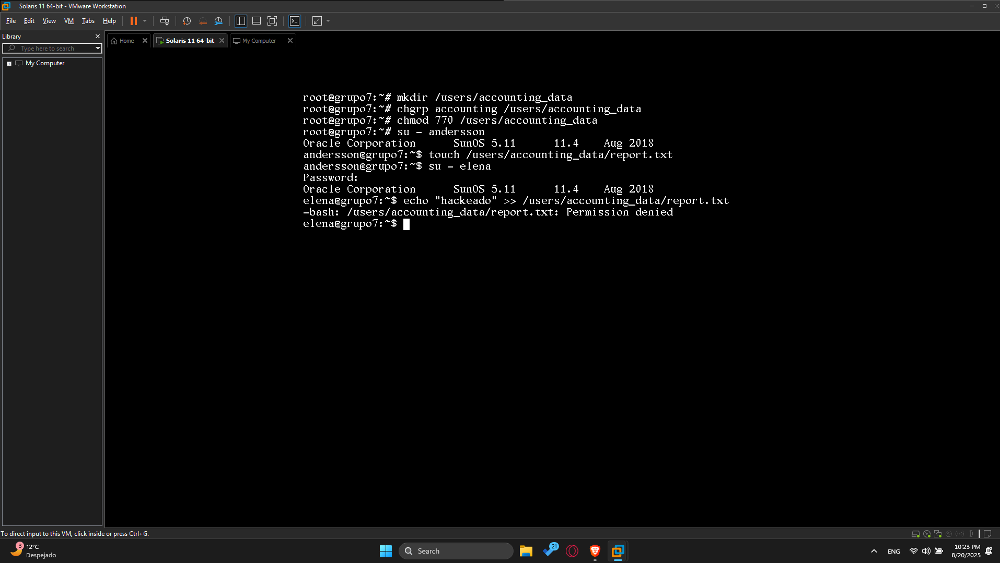 Solaris 11 64-bit - VMware Workstation
File Edit View VM Tabs Help
Library
Type here to search
My Computer
Home
Solaris 11 64-bit
My Computer
root@grupo7:~# mkdir /users/accounting_data
root@grupo7:~# chgrp accounting /users/accounting_data
root@grupo7:~# chmod 770 /users/accounting_data
root@grupo7:~# su - andersson
Oracle Corporation SunOS 5.11 11.4 Aug 2018
andersson@grupo7:~$ touch /users/accounting_data/report.txt
andersson@grupo7:~$ su - elena
Password:
Oracle Corporation SunOS 5.11 11.4 Aug 2018
elena@grupo7:~$ echo "hackeado" >> /users/accounting_data/report.txt
-bash: /users/accounting_data/report.txt: Permission denied
elena@grupo7:~$
To direct input to this VM, click inside or press Ctrl+G.
3
12°C
Despejado
Search
21
ENG
10:23 PM
8/20/2025